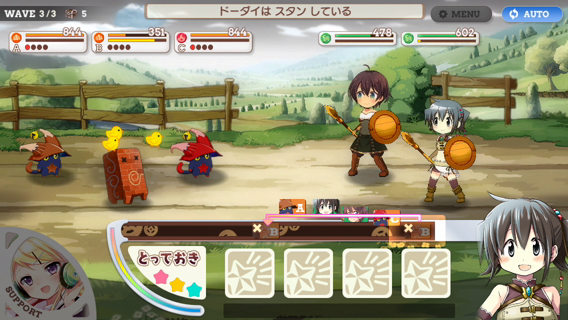 WAVE 3/3 5
ドータイは スタン している
MENU
AUTO
844 351 844 478 602
A B C
A
B B
とっておき
SUPPORT